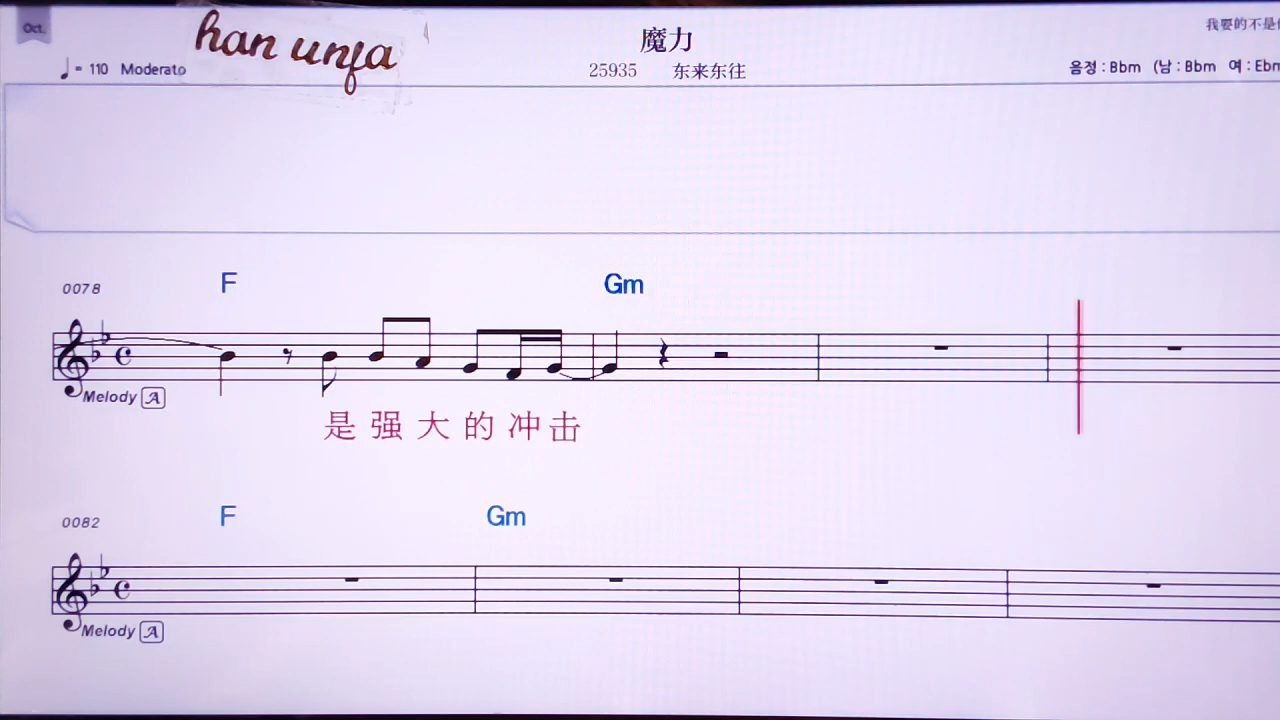 Oct.
han unfa
魔力
我要的不是
♩= 110 Moderato
25935 东来东往
음정 : Bbm (남 : Bbm 여 : Ebm
0078 F Gm
Melody A
是强大的冲击
0082 F Gm
Melody A